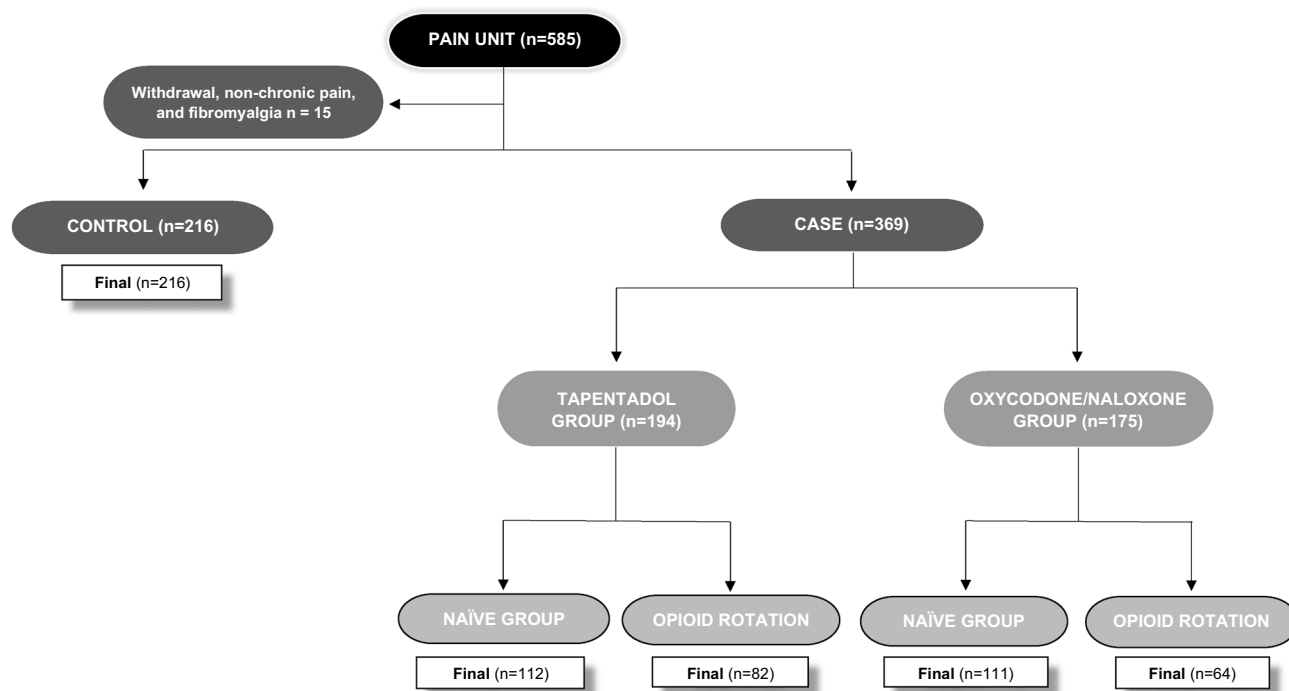 PAIN UNIT (n=585)
Withdrawal, non-chronic pain,
and fibromyalgia n = 15
CONTROL (n=216)
Final (n=216)
CASE (n=369)
TAPENTADOL
GROUP (n=194)
OXYCODONE/NALOXONE
GROUP (n=175)
NAÏVE GROUP
OPIOID ROTATION
NAÏVE GROUP
OPIOID ROTATION
Final (n=112)
Final (n=82)
Final (n=111)
Final (n=64)